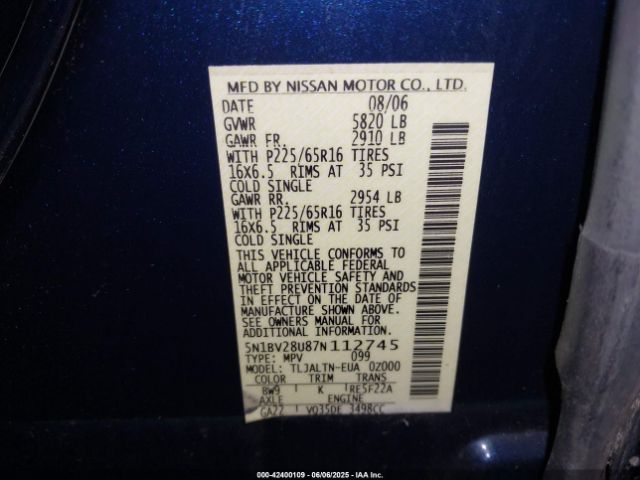 MFD BY NISSAN MOTOR CO., LTD.
DATE 08/06
GVWR 5820 LB
GAWR FR. 2910 LB
WITH P225/65R16 TIRES
16X6.5 RIMS AT 35 PSI
COLD SINGLE
GAWR RR. 2954 LB
WITH P225/65R16 TIRES
16X6.5 RIMS AT 35 PSI
COLD SINGLE
THIS VEHICLE CONFORMS TO
ALL APPLICABLE FEDERAL
MOTOR VEHICLE SAFETY AND
THEFT PREVENTION STANDARDS
IN EFFECT ON THE DATE OF
MANUFACTURE SHOWN ABOVE.
SEE OWNERS MANUAL FOR
ADDITIONAL INFORMATION.
5N1BV28U87N112745
TYPE: MPV 099
MODEL: TLJALTN-EUA 0Z000
COLOR TRIM TRANS
BW9 K RE5F22A
AXLE ENGINE
GA22 VQ35DE 3498CC
000-42400109 - 06/06/2025 - IAA Inc.